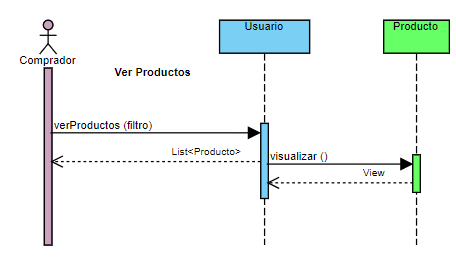 Usuario
Producto
Comprador
Ver Productos
verProductos (filtro)
List<Producto>
visualizar ()
View